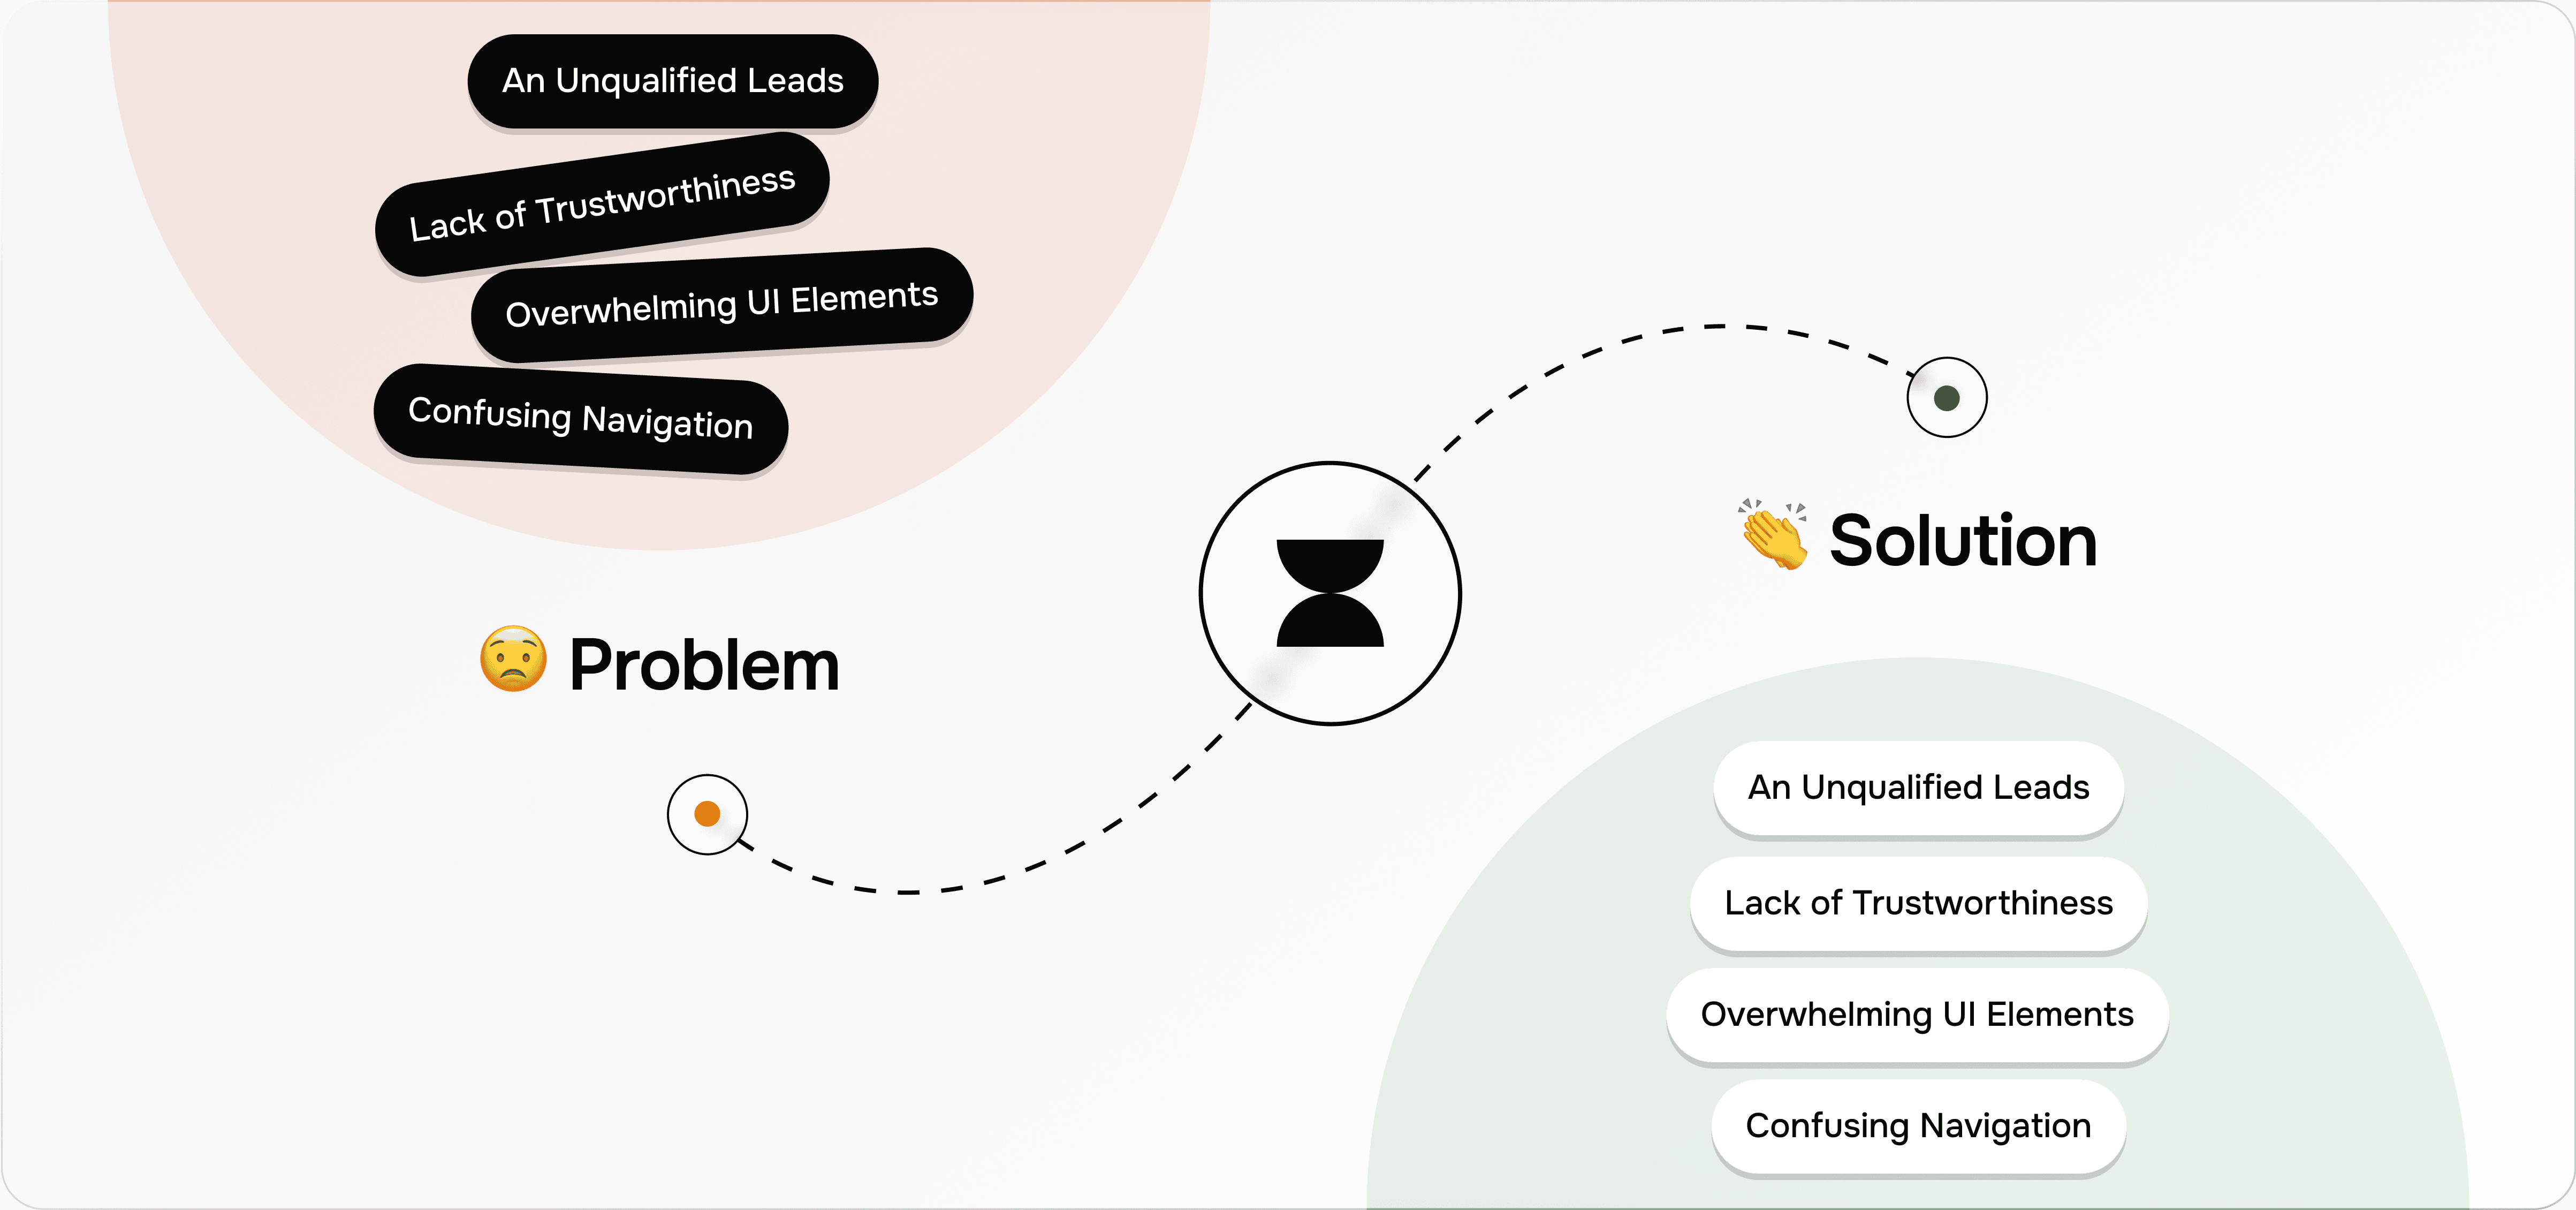 An Unqualified Leads
Lack of Trustworthiness
Overwhelming UI Elements
Confusing Navigation
Problem
Solution
An Unqualified Leads
Lack of Trustworthiness
Overwhelming UI Elements
Confusing Navigation